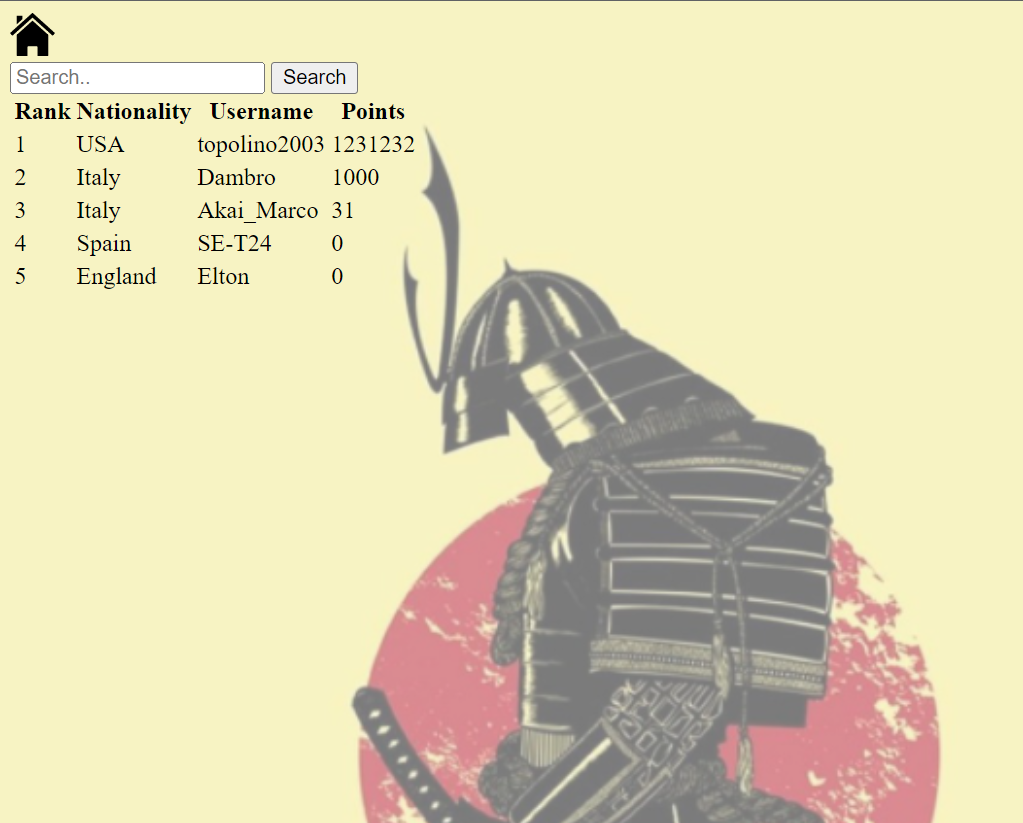 Search.. Search
Rank Nationality Username Points
1 USA topolino2003 1231232
2 Italy Dambro 1000
3 Italy Akai_Marco 31
4 Spain SE-T24 0
5 England Elton 0